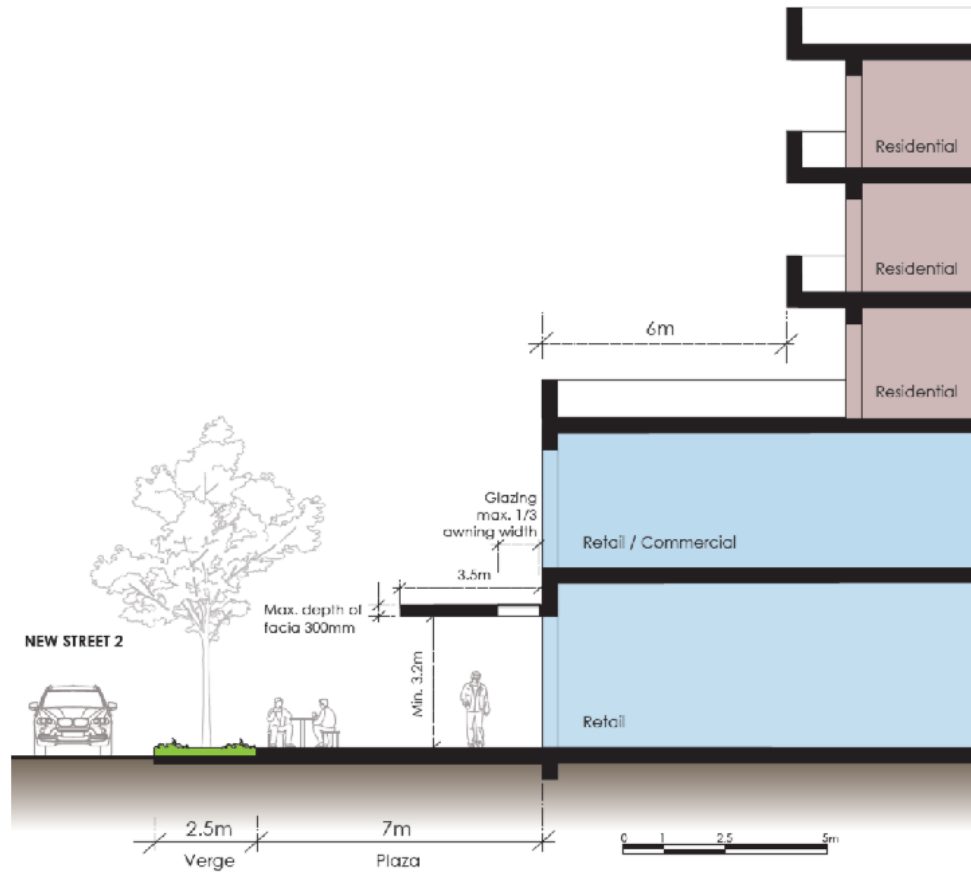 Residential
Residential
6m
Residential
Glazing
max. 1/3
awning width
Retail / Commercial
3.5m
Max. depth of
facia 300mm
NEW STREET 2
Min. 3.2m
Retail
2.5m
7m
Verge
Plaza
0 1 2.5 5m